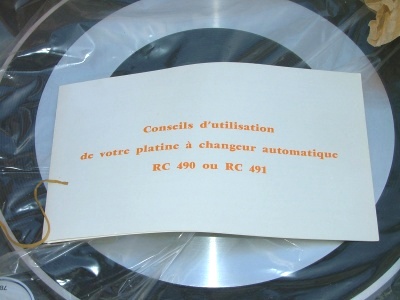 Conseils d'utilisation
de votre platine à changeur automatique
RC 490 ou RC 491